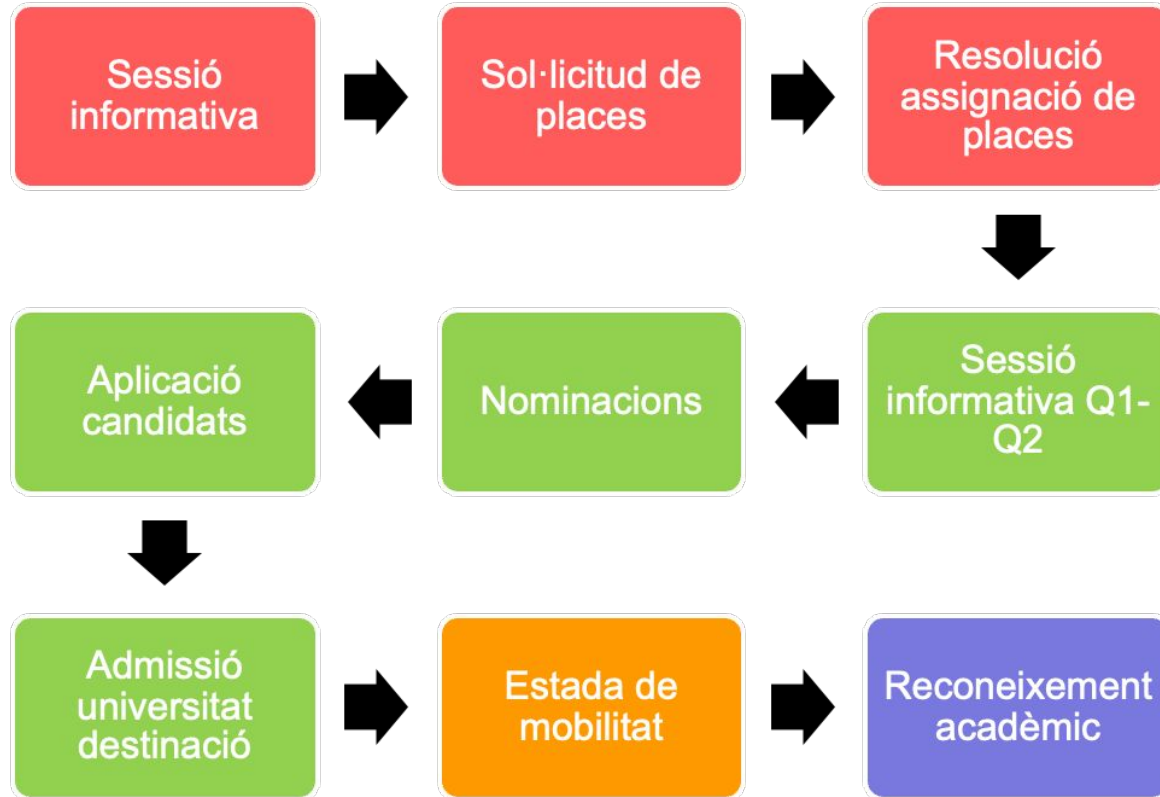 Sessió
informativa
Sol·licitud de
places
Resolució
assignació de
places
Sessió
informativa Q1-
Q2
Nominacions
Aplicació
candidats
Admissió
universitat
destinació
Estada de
mobilitat
Reconeixement
acadèmic